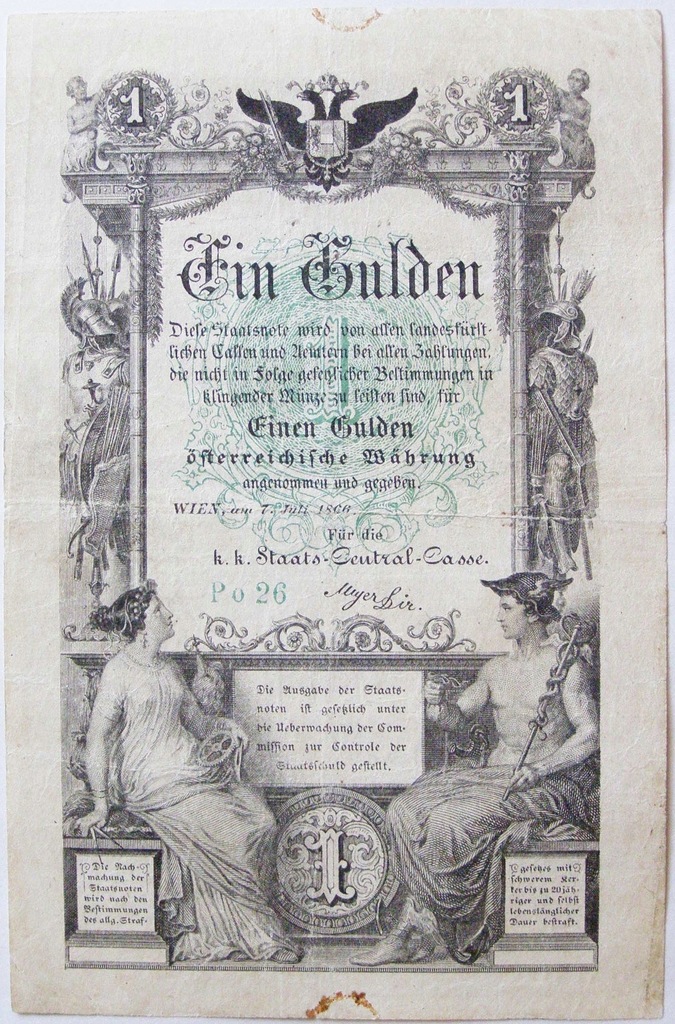 1
1
Ein Gulden
Diese Staatsnote wird von allen landesfürst-
lichen Cassen und Aemtern bei allen Zahlungen,
die nicht in Folge gesetzlicher Bestimmungen in
klingender Münze zu leisten sind, für
Einen Gulden
österreichische Währung
angenommen und gegeben.
WIEN, am 7. Juli 1866
Für die
k. k. Staats-Central-Casse.
Po 26
Mayer Dir.
Die Ausgabe der Staats-
noten ist gesetzlich unter
die Ueberwachung der Com-
mission zur Controle der
Staatsschuld gestellt.
1
Die Nach-
machung der
Staatsnoten
wird nach den
Bestimmungen
des allg. Straf-
gesetzes mit
schwerem Ker-
ker bis zu 20jäh-
riger und selbst
lebenslänglicher
Dauer bestraft.